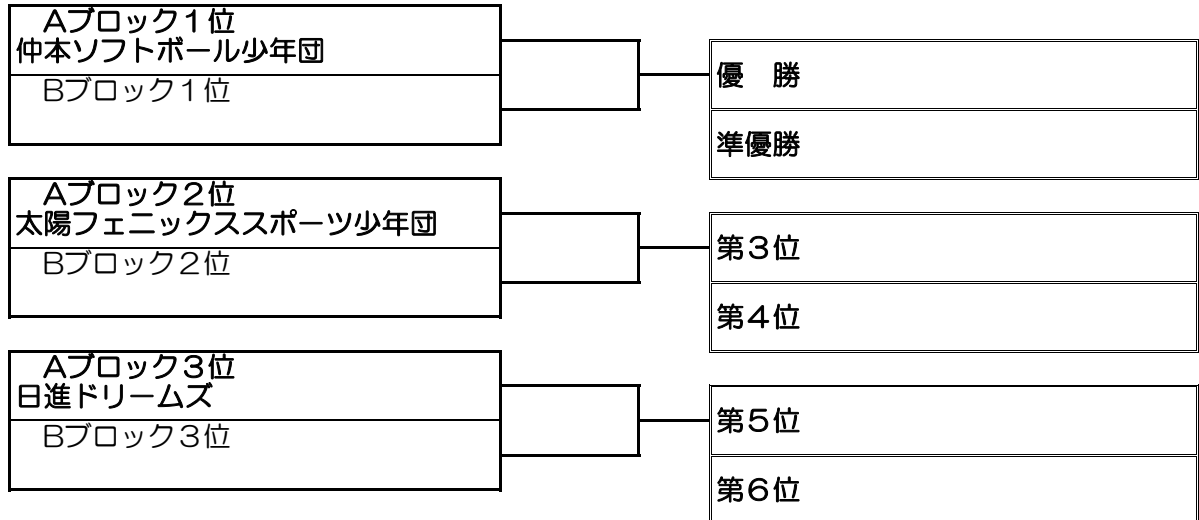 Aブロック１位
仲本ソフトボール少年団
Bブロック１位
優　勝
準優勝
Aブロック２位
太陽フェニックススポーツ少年団
Bブロック２位
第３位
第４位
Aブロック３位
日進ドリームズ
Bブロック３位
第５位
第６位